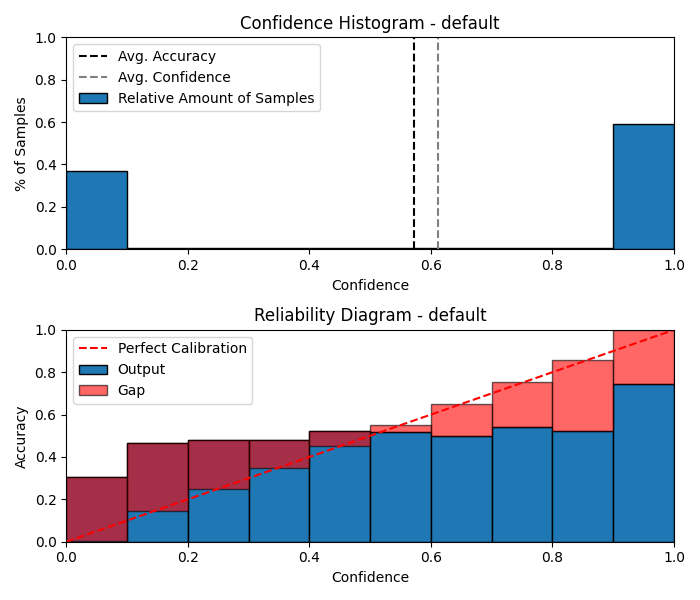 Confidence Histogram - default
1.0
0.8
0.6
0.4
0.2
0.0
% of Samples
Avg. Accuracy
Avg. Confidence
Relative Amount of Samples
0.0 0.2 0.4 0.6 0.8 1.0
Confidence
Reliability Diagram - default
1.0
0.8
0.6
0.4
0.2
0.0
Accuracy
Perfect Calibration
Output
Gap
0.0 0.2 0.4 0.6 0.8 1.0
Confidence